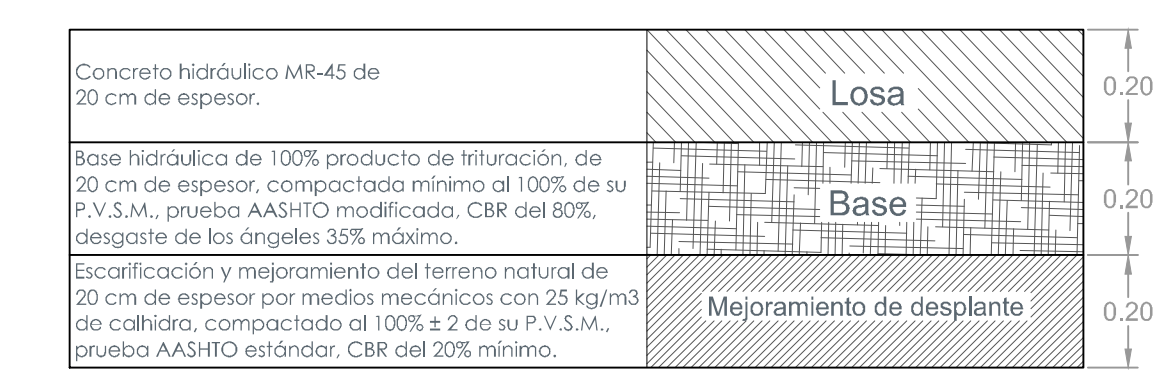 Concreto hidráulico MR-45 de
20 cm de espesor.
Losa
0.20
Base hidráulica de 100% producto de trituración, de
20 cm de espesor, compactada mínimo al 100% de su
P.V.S.M., prueba AASHTO modificada, CBR del 80%,
desgaste de los ángeles 35% máximo.
Base
0.20
Escarificación y mejoramiento del terreno natural de
20 cm de espesor por medios mecánicos con 25 kg/m3
de calhidra, compactado al 100% ± 2 de su P.V.S.M.,
prueba AASHTO estándar, CBR del 20% mínimo.
Mejoramiento de desplante
0.20